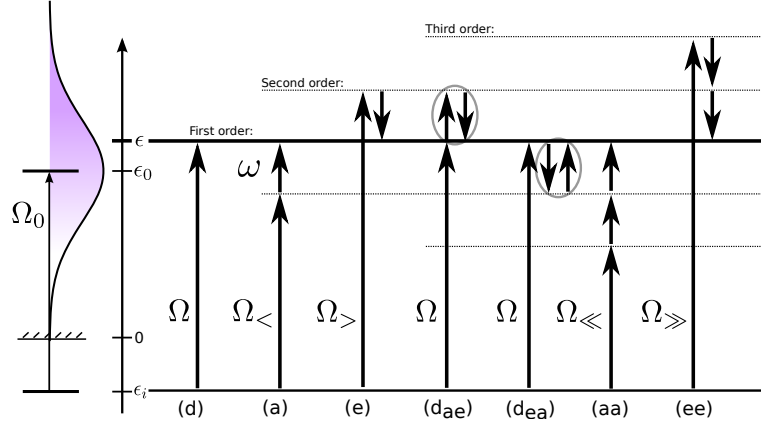 Third order:
Second order:
First order:
ϵ
ω
ϵ₀
Ω₀
Ω
Ω<
Ω>
Ω
Ω
Ω≪
Ω≫
0
ϵᵢ
(d)
(a)
(e)
(dae)
(dea)
(aa)
(ee)